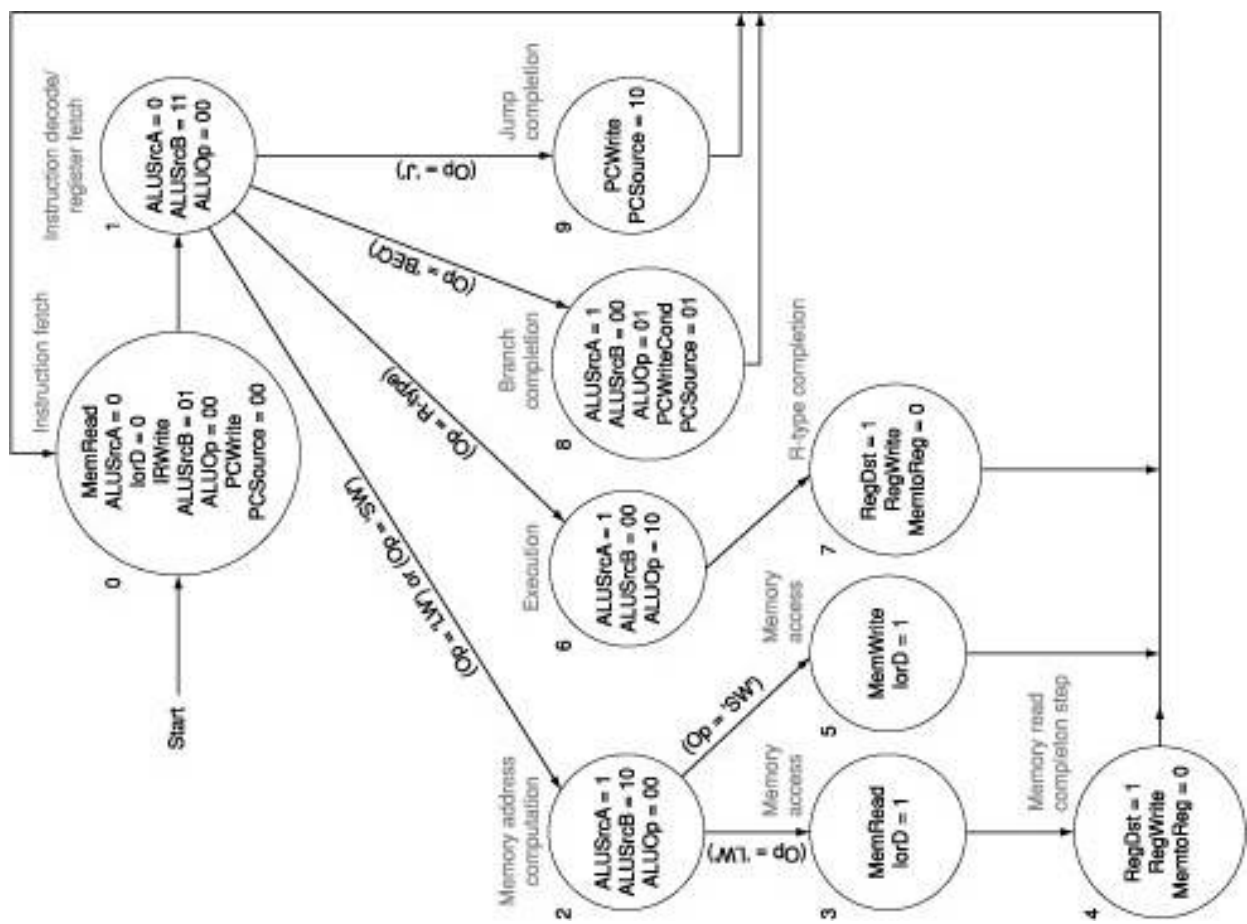 Start
0
Instruction fetch
MemRead
ALUSrcA = 0
IorD = 0
IRWrite
ALUSrcB = 01
ALUOp = 00
PCWrite
PCSource = 00
1
Instruction decode/
register fetch
ALUSrcA = 0
ALUSrcB = 11
ALUOp = 00
(Op = 'LW') or (Op = 'SW')
(Op = R-type)
(Op = 'BEQ')
(Op = 'J')
2
Memory address
computation
ALUSrcA = 1
ALUSrcB = 10
ALUOp = 00
6
Execution
ALUSrcA = 1
ALUSrcB = 00
ALUOp = 10
8
Branch
completion
ALUSrcA = 1
ALUSrcB = 00
ALUOp = 01
PCWriteCond
PCSource = 01
9
Jump
completion
PCWrite
PCSource = 10
(Op = 'LW')
(Op = 'SW')
3
Memory
access
MemRead
IorD = 1
5
Memory
access
MemWrite
IorD = 1
7
R-type completion
RegDst = 1
RegWrite
MemtoReg = 0
4
Memory read
completon step
RegDst = 1
RegWrite
MemtoReg = 0